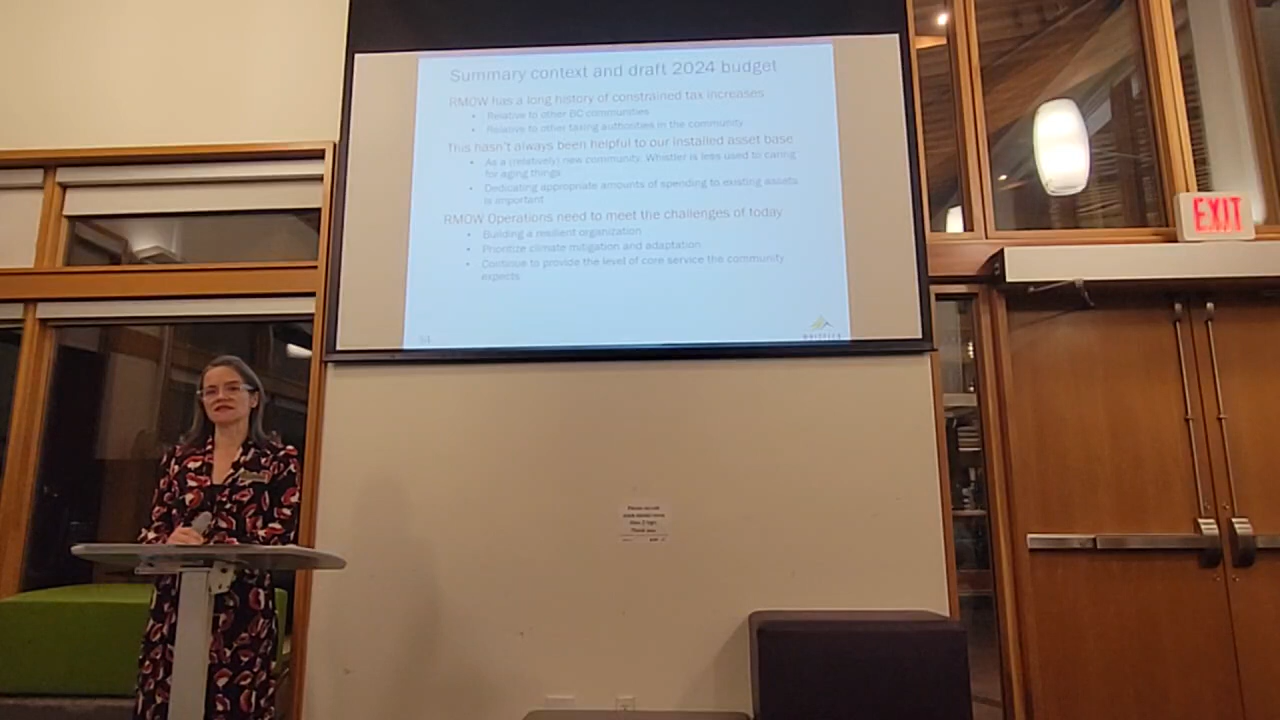 Summary context and draft 2024 budget
RMOW has a long history of constrained tax increases
• Relative to other BC communities
• Relative to other taxing authorities in the community
This hasn't always been helpful to our installed asset base
• As a (relatively) new community, Whistler is less used to caring
for aging things
• Dedicating appropriate amounts of spending to existing assets
is important
RMOW Operations need to meet the challenges of today
• Building a resilient organization
• Prioritize climate mitigation and adaptation
• Continue to provide the level of core service the community
expects
WHISTLER
EXIT
Thank you